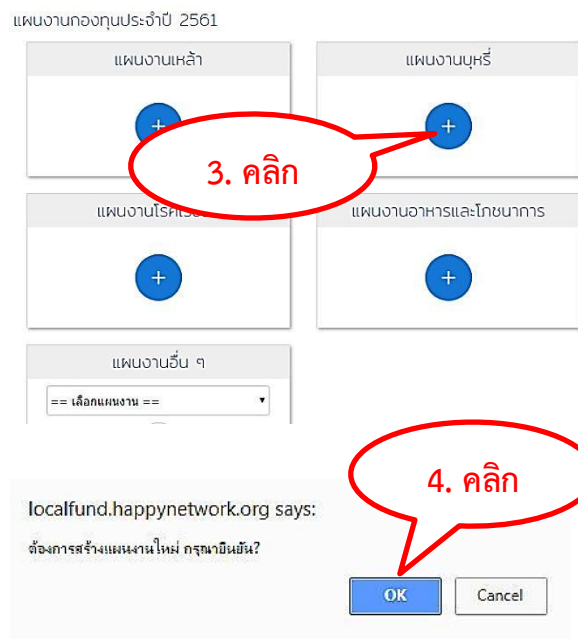 แผนงานกองทุนประจำปี 2561
แผนงานเหล้า
แผนงานบุหรี่
+
+
3. คลิก
แผนงานอาหารและโภชนาการ
+
+
แผนงานอื่น ๆ
== เลือกแผนงาน ==
4. คลิก
localfund.happynetwork.org says:
ต้องการสร้างแผนงานใหม่ กรุณายืนยัน?
OK
Cancel